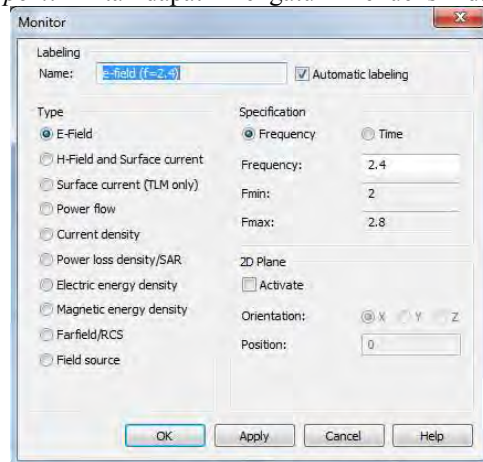 Monitor
Labeling
Name: e-field (f=2.4) Automatic labeling
Type
E-Field
H-Field and Surface current
Surface current (TLM only)
Power flow
Current density
Power loss density/SAR
Electric energy density
Magnetic energy density
Farfield/RCS
Field source
Specification
Frequency Time
Frequency: 2.4
Fmin: 2
Fmax: 2.8
2D Plane
Activate
Orientation: X Y Z
Position: 0
OK Apply Cancel Help